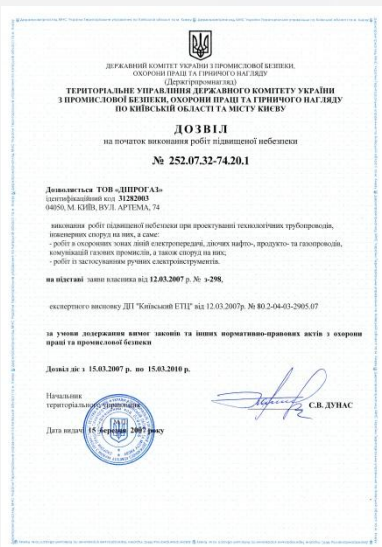 ДЕРЖАВНИЙ КОМІТЕТ УКРАЇНИ З ПРОМИСЛОВОЇ БЕЗПЕКИ,
ОХОРОНИ ПРАЦІ ТА ГІРНИЧОГО НАГЛЯДУ
(Держгірпромнагляд)
ТЕРИТОРІАЛЬНЕ УПРАВЛІННЯ ДЕРЖАВНОГО КОМІТЕТУ УКРАЇНИ
З ПРОМИСЛОВОЇ БЕЗПЕКИ, ОХОРОНИ ПРАЦІ ТА ГІРНИЧОГО НАГЛЯДУ
ПО КИЇВСЬКІЙ ОБЛАСТІ ТА МІСТУ КИЄВУ
ДОЗВІЛ
на початок виконання робіт підвищеної небезпеки
№ 252.07.32-74.20.1
Дозволяється ТОВ «ДІПРОГАЗ»
ідентифікаційний код 31282003
04050, М. КИЇВ, ВУЛ. АРТЕМА, 74
виконання робіт підвищеної небезпеки при проектуванні технологічних трубопроводів,
інженерних споруд на них, а саме:
- робіт в охоронних зонах ліній електропередачі, діючих нафто-, продукто- та газопроводів,
комунікацій газових промислів, а також споруд на них;
- робіт із застосуванням ручних електроінструментів.
на підставі заяви власника від 12.03.2007 р. № з-298,
експертного висновку ДП "Київський ЕТЦ" від 12.03.2007р. № 80.2-04-03-2905.07
за умови додержання вимог законів та інших нормативно-правових актів з охорони
праці та промислової безпеки
Дозвіл діє з 15.03.2007 р. по 15.03.2010 р.
Начальник
територіального управління
С.В. ДУНАС
Дата видачі 15 березня 2007 року